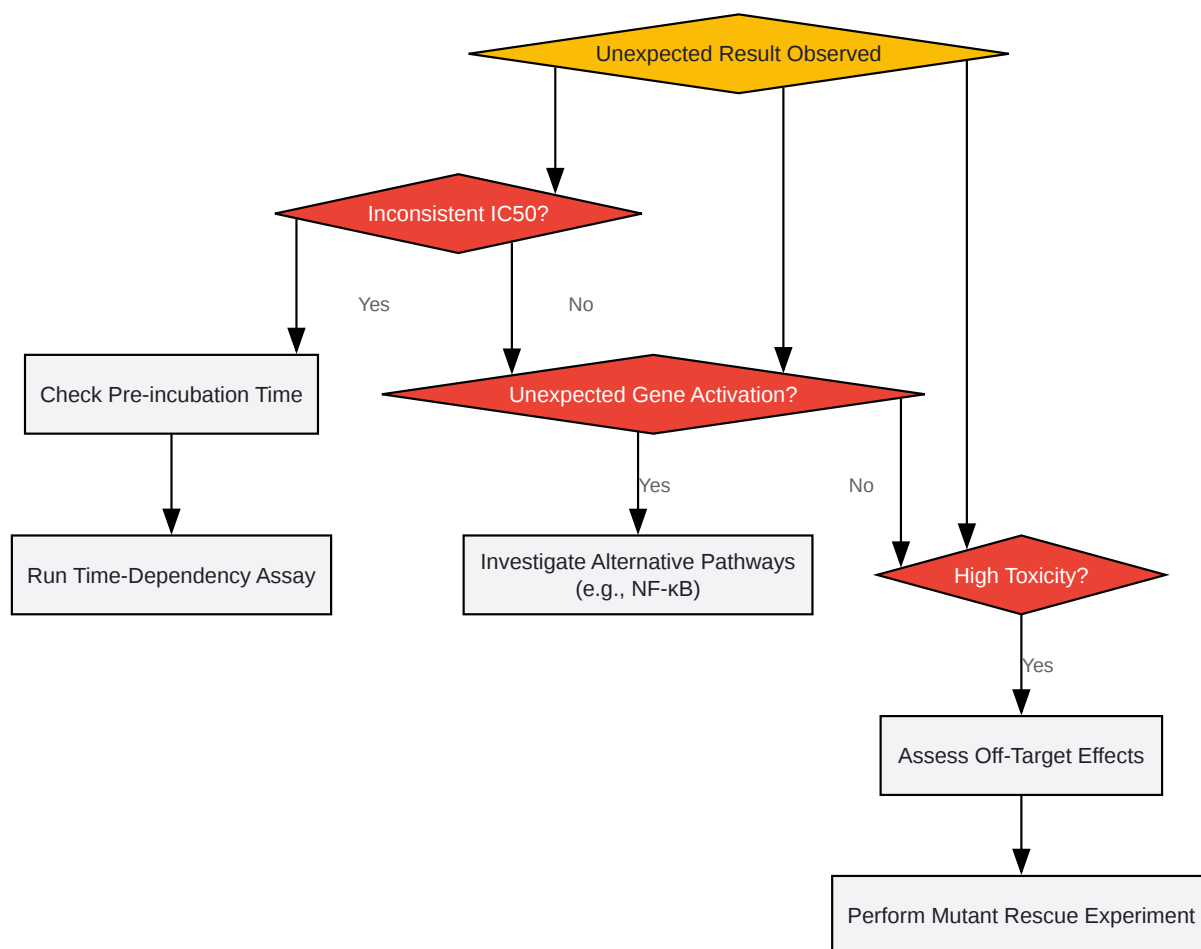 Unexpected Result Observed
Inconsistent IC50?
Yes
No
Check Pre-incubation Time
Unexpected Gene Activation?
Yes
No
Run Time-Dependency Assay
Investigate Alternative Pathways
(e.g., NF-κB)
High Toxicity?
Yes
Assess Off-Target Effects
Perform Mutant Rescue Experiment